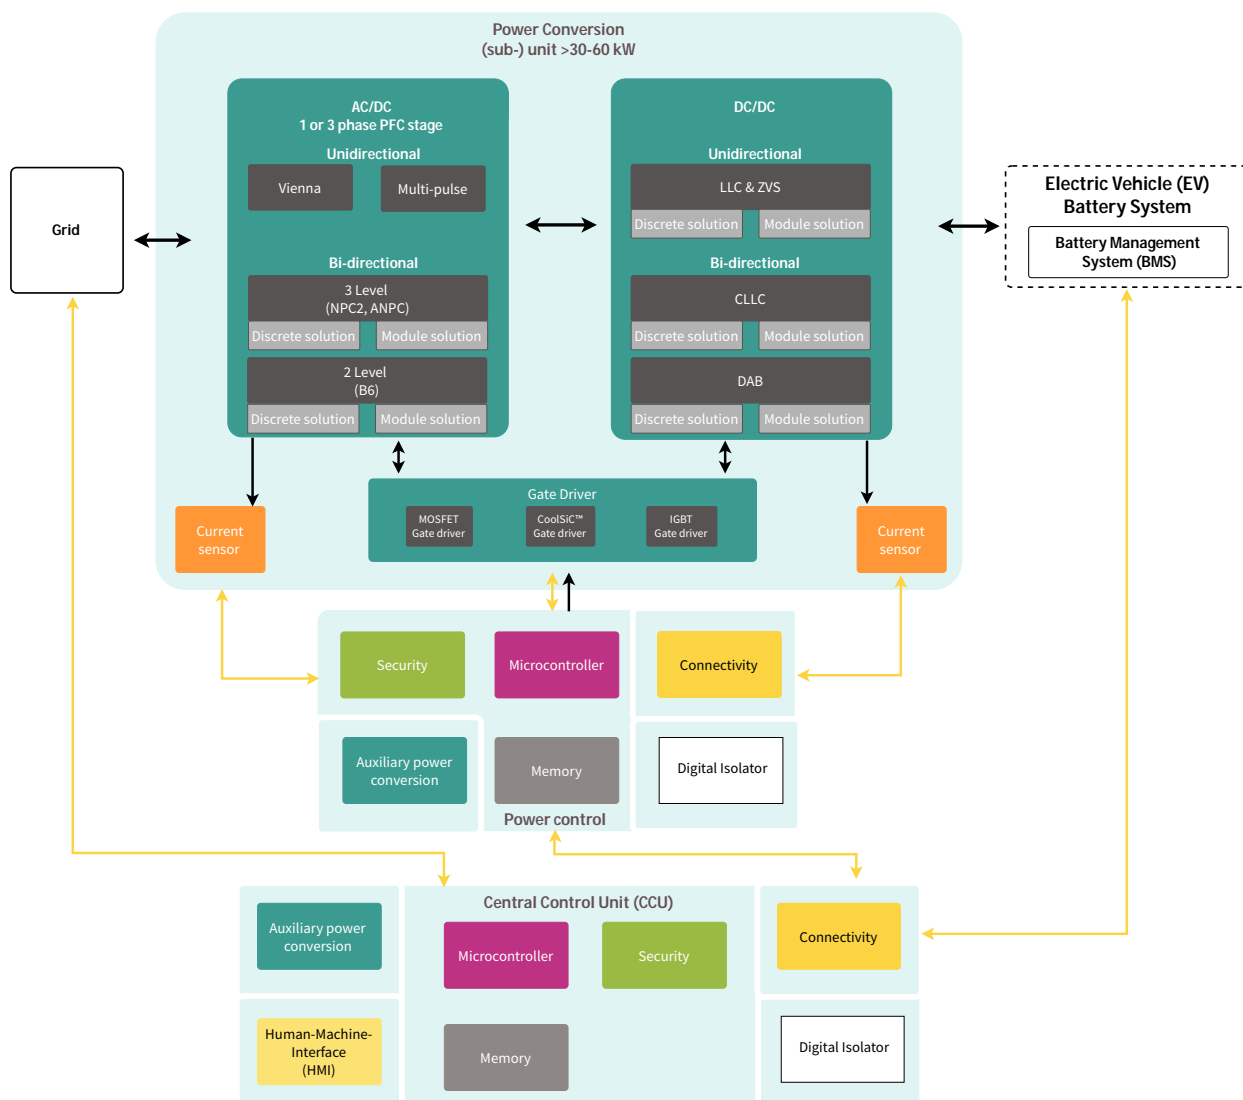 Power Conversion
(sub-) unit >30-60 kW
AC/DC
1 or 3 phase PFC stage
Unidirectional
Vienna
Multi-pulse
Bi-directional
3 Level
(NPC2, ANPC)
Discrete solution
Module solution
2 Level
(B6)
Discrete solution
Module solution
DC/DC
Unidirectional
LLC & ZVS
Discrete solution
Module solution
Bi-directional
CLLC
Discrete solution
Module solution
DAB
Discrete solution
Module solution
Grid
Electric Vehicle (EV)
Battery System
Battery Management
System (BMS)
Gate Driver
MOSFET
Gate driver
CoolSiC™
Gate driver
IGBT
Gate driver
Current
sensor
Current
sensor
Security
Microcontroller
Connectivity
Auxiliary power
conversion
Memory
Digital Isolator
Power control
Central Control Unit (CCU)
Auxiliary power
conversion
Microcontroller
Security
Connectivity
Human-Machine-
Interface
(HMI)
Memory
Digital Isolator